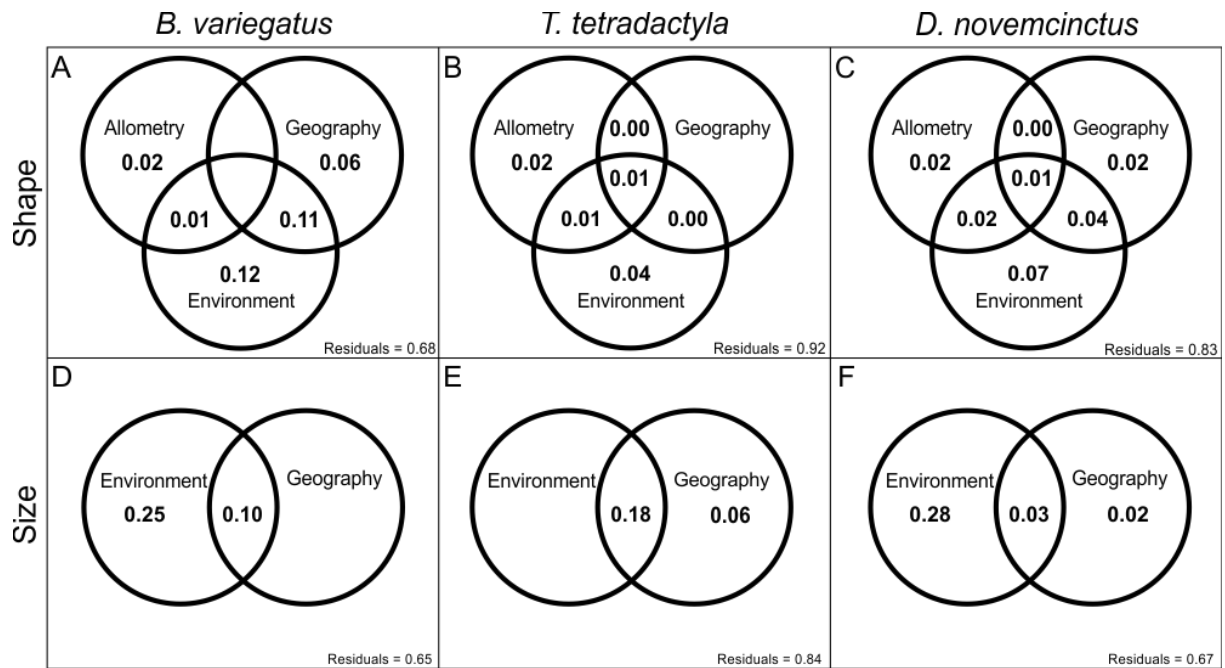 B. variegatus T. tetradactyla D. novemcinctus
Shape
A
Allometry Geography
0.02 0.06
0.01 0.11
0.12
Environment
Residuals = 0.68
B
0.00
Allometry Geography
0.02
0.01
0.01 0.00
0.04
Environment
Residuals = 0.92
C
0.00
Allometry Geography
0.02 0.02
0.01
0.02 0.04
0.07
Environment
Residuals = 0.83
Size
D
Environment Geography
0.25 0.10
Residuals = 0.65
E
Environment Geography
0.18 0.06
Residuals = 0.84
F
Environment Geography
0.28 0.03 0.02
Residuals = 0.67